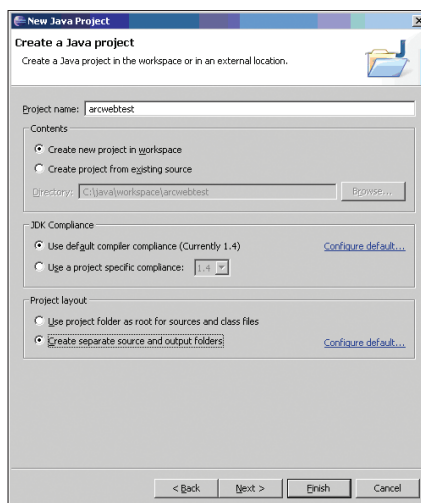 New Java Project
Create a Java project
Create a Java project in the workspace or in an external location.
Project name: arcwebtest
Contents
Create new project in workspace
Create project from existing source
Directory: C:\java\workspace\arcwebtest Browse...
JDK Compliance
Use default compiler compliance (Currently 1.4) Configure default...
Use a project specific compliance: 1.4
Project layout
Use project folder as root for sources and class files
Create separate source and output folders Configure default...
< Back Next > Finish Cancel